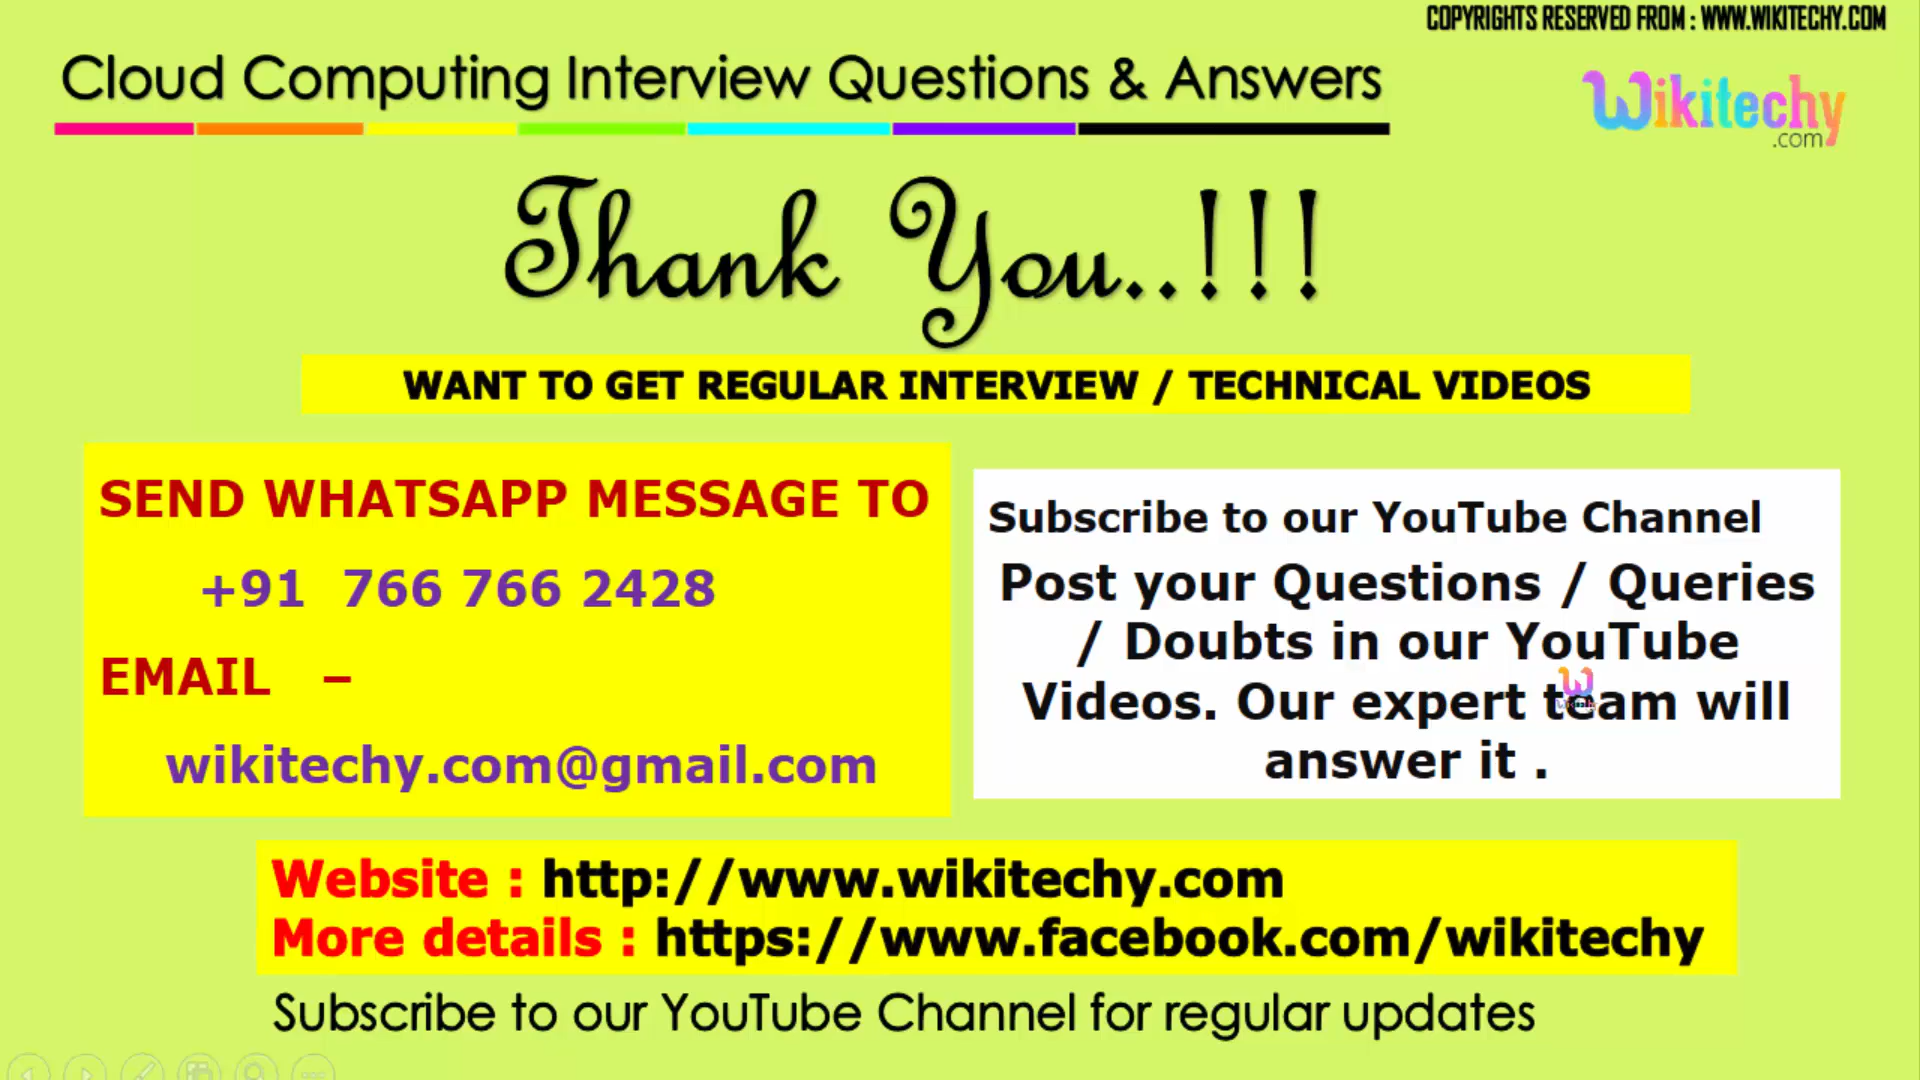 COPYRIGHTS RESERVED FROM : WWW.WIKITECHY.COM
Cloud Computing Interview Questions & Answers
Wikitechy
.com
Thank You..!!!
WANT TO GET REGULAR INTERVIEW / TECHNICAL VIDEOS
SEND WHATSAPP MESSAGE TO
+91 766 766 2428
EMAIL –
wikitechy.com@gmail.com
Subscribe to our YouTube Channel
Post your Questions / Queries
/ Doubts in our YouTube
Videos. Our expert team will
answer it .
Website : http://www.wikitechy.com
More details : https://www.facebook.com/wikitechy
Subscribe to our YouTube Channel for regular updates